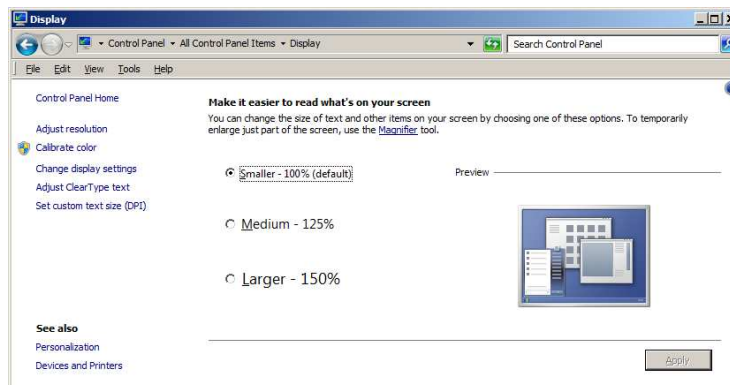 Display
Control Panel All Control Panel Items Display
Search Control Panel
File Edit View Tools Help
Control Panel Home
Adjust resolution
Calibrate color
Change display settings
Adjust ClearType text
Set custom text size (DPI)
See also
Personalization
Devices and Printers
Make it easier to read what's on your screen
You can change the size of text and other items on your screen by choosing one of these options. To temporarily
enlarge just part of the screen, use the Magnifier tool.
Smaller - 100% (default)
Medium - 125%
Larger - 150%
Preview
Apply